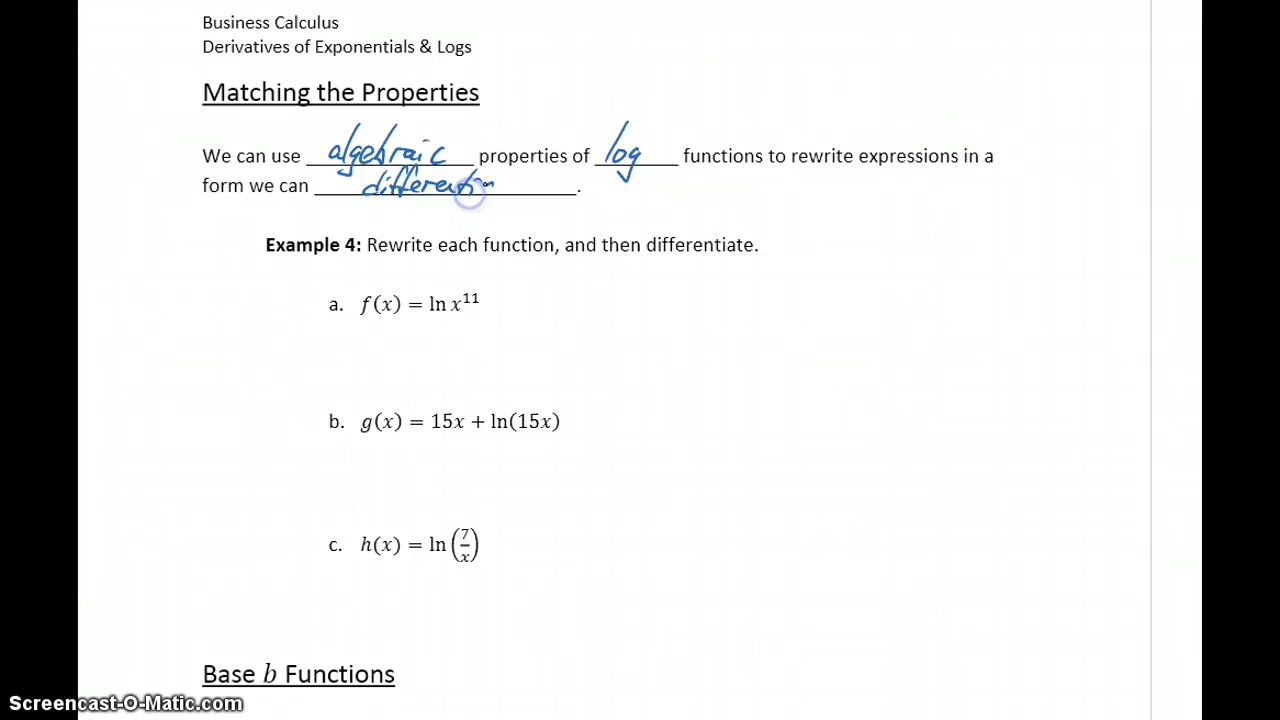 Business Calculus
Derivatives of Exponentials & Logs
Matching the Properties
We can use algebraic properties of log functions to rewrite expressions in a
form we can differenti .
Example 4: Rewrite each function, and then differentiate.
a. f(x) = ln x¹¹
b. g(x) = 15x + ln(15x)
c. h(x) = ln(7/x)
Base b Functions
Screencast-O-Matic.com